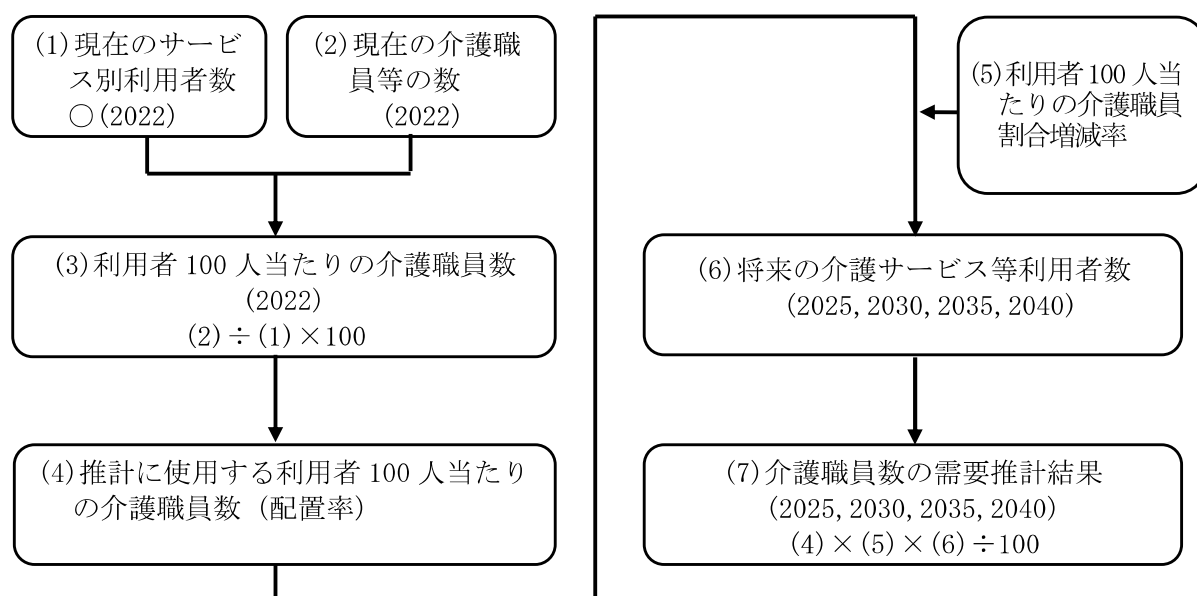 (1)現在のサービ
ス別利用者数
○(2022)
(2)現在の介護職
員等の数
(2022)
(3)利用者 100 人当たりの介護職員数
(2022)
(2)÷(1)×100
(4)推計に使用する利用者 100 人当たり
の介護職員数（配置率）
(5)利用者 100 人当
たりの介護職員
割合増減率
(6)将来の介護サービス等利用者数
(2025, 2030, 2035, 2040)
(7)介護職員数の需要推計結果
(2025, 2030, 2035, 2040)
(4)×(5)×(6)÷100